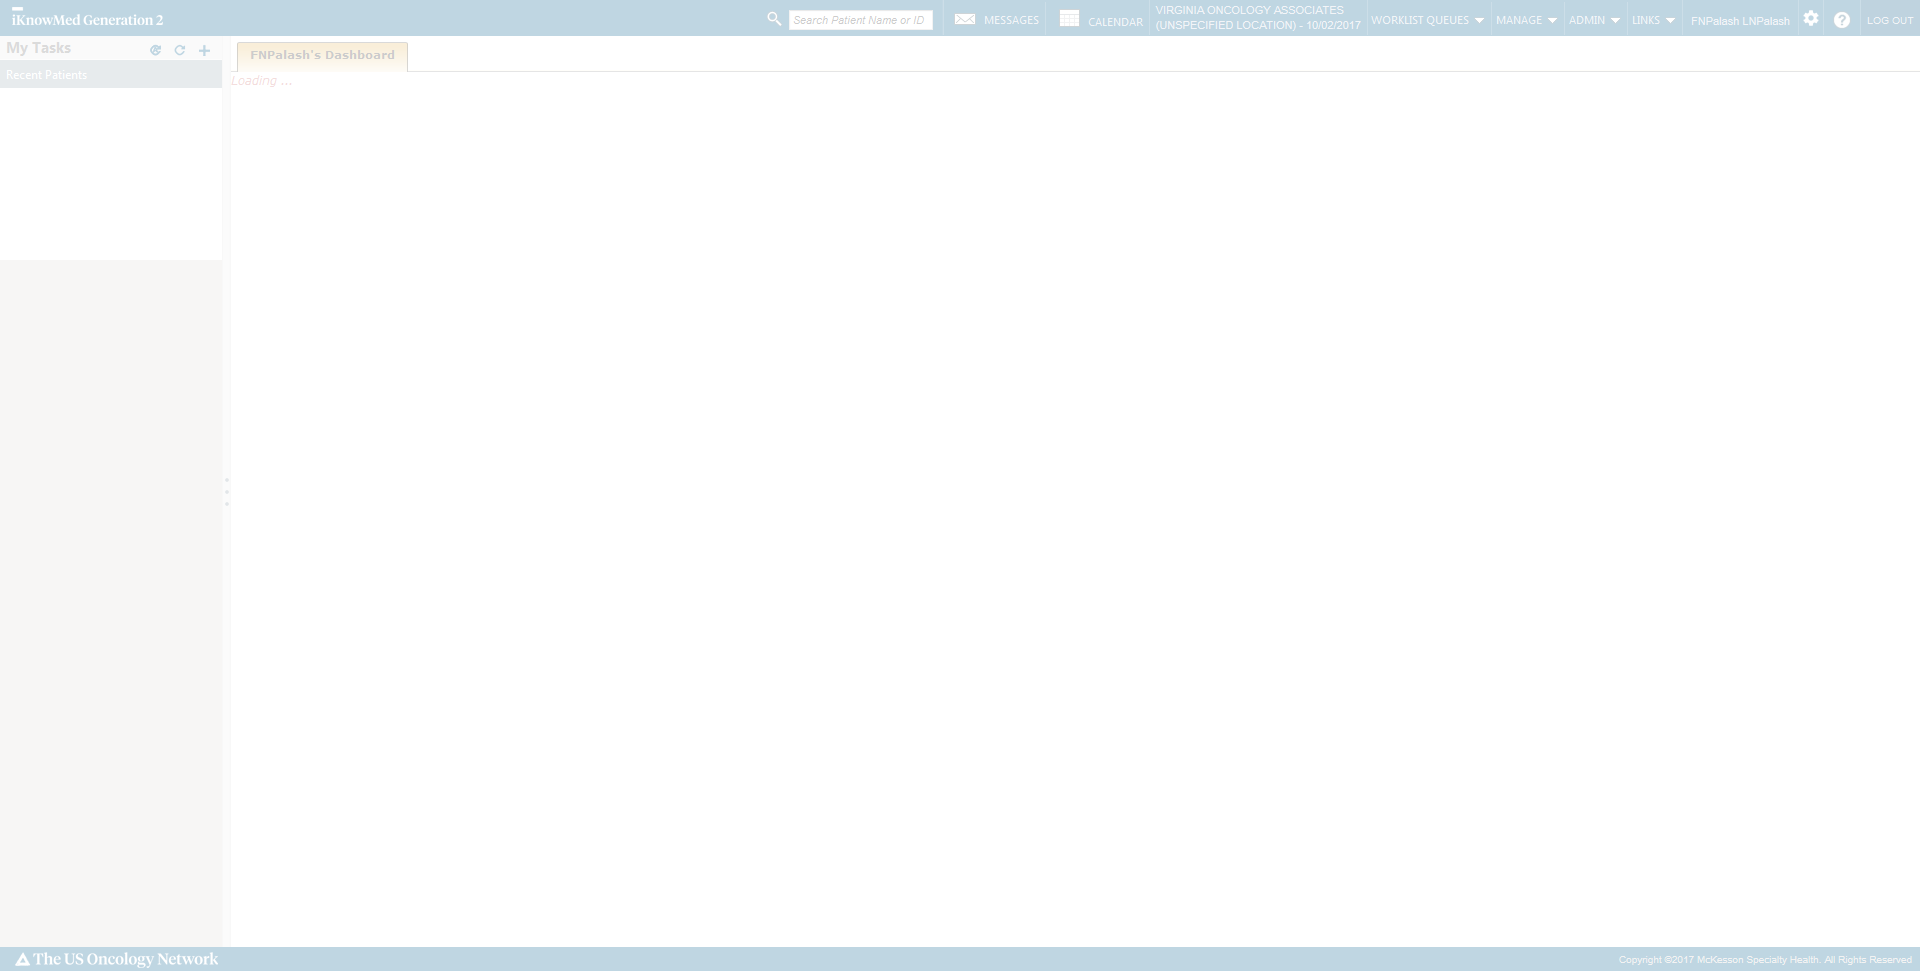 iKnowMed Generation 2
Search Patient Name or ID
MESSAGES
CALENDAR
VIRGINIA ONCOLOGY ASSOCIATES
(UNSPECIFIED LOCATION) - 10/02/2017
WORKLIST QUEUES
MANAGE
ADMIN
LINKS
FNPalash LNPalash
LOG OUT
My Tasks
Recent Patients
FNPalash's Dashboard
Loading ...
The US Oncology Network
Copyright ©2017 McKesson Specialty Health. All Rights Reserved